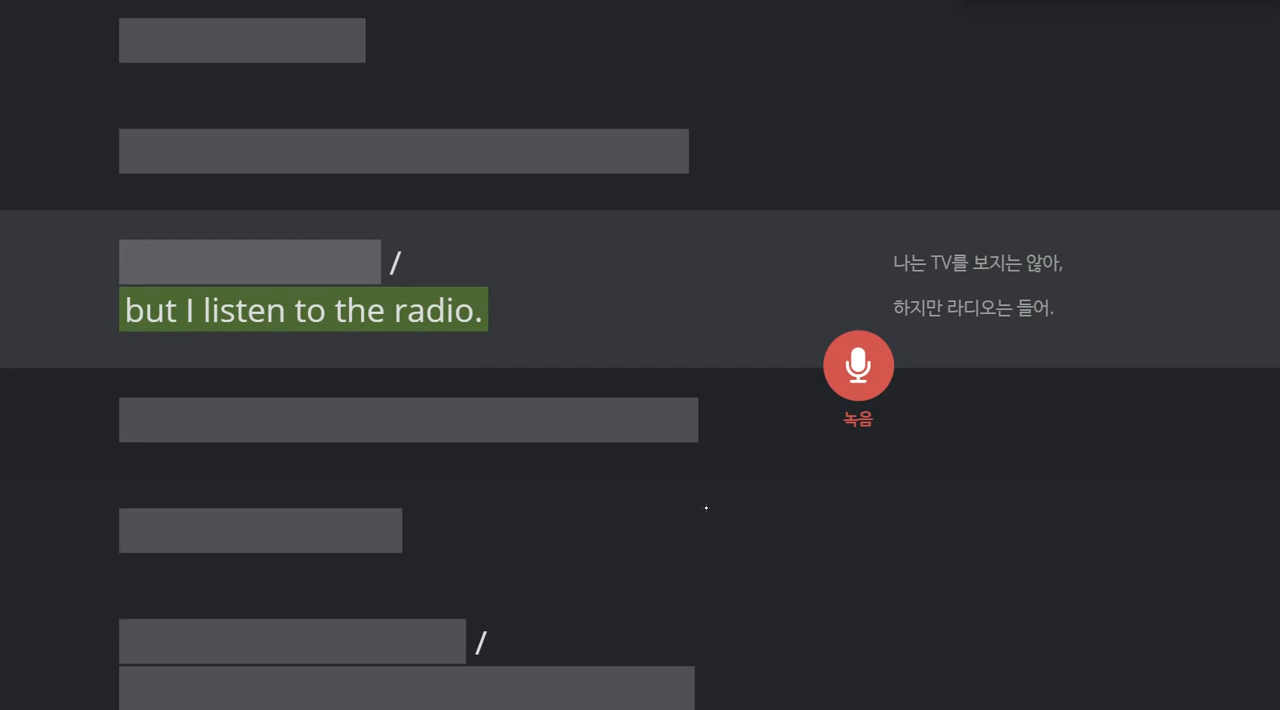 /
나는 TV를 보지는 않아,
but I listen to the radio.
하지만 라디오는 들어.
녹음
/